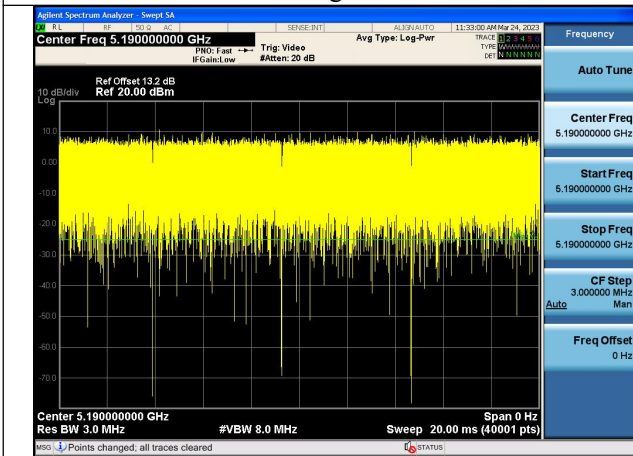 Agilent Spectrum Analyzer - Swept SA
RL RF 50 Ω AC SENSE:INT ALIGNAUTO 11:33:00 AM Mar 24, 2023
Center Freq 5.190000000 GHz Avg Type: Log-Pwr TRACE 1 2 3 4 5 6
PNO: Fast Trig: Video TYPE
IFGain:Low #Atten: 20 dB DET N N N N N N
Frequency
Auto Tune
Ref Offset 13.2 dB
10 dB/div Ref 20.00 dBm
Log
10.0
0.00
-10.0
-20.0
-30.0
-40.0
-50.0
-60.0
-70.0
Center Freq
5.190000000 GHz
Start Freq
5.190000000 GHz
Stop Freq
5.190000000 GHz
CF Step
3.000000 MHz
Auto Man
Freq Offset
0 Hz
Center 5.190000000 GHz Span 0 Hz
Res BW 3.0 MHz #VBW 8.0 MHz Sweep 20.00 ms (40001 pts)
MSG Points changed; all traces cleared STATUS